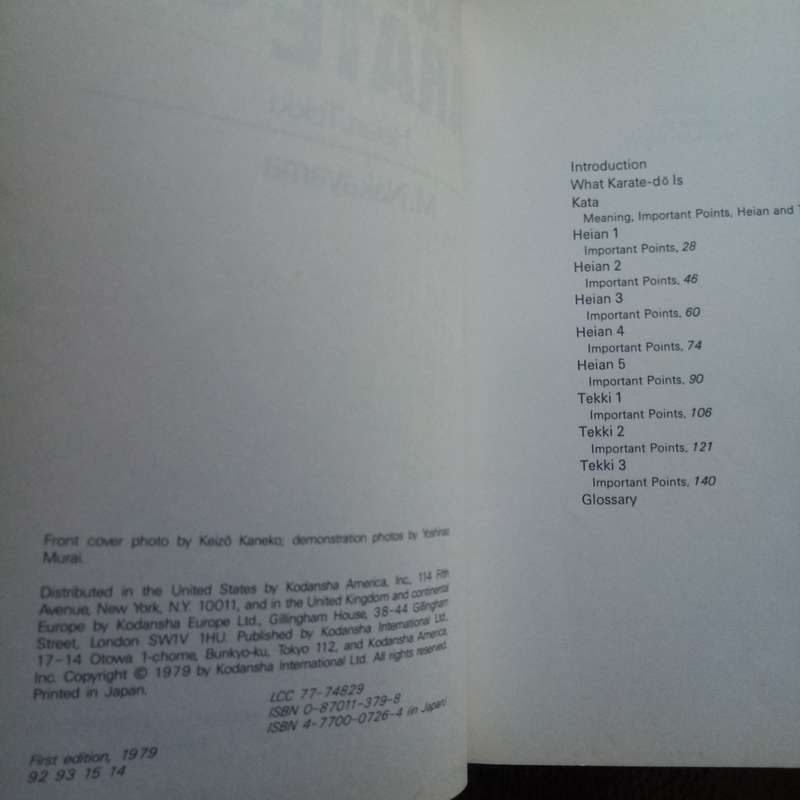 Front cover photo by Keizō Kaneko; demonstration photos by Yoshinao
Murai.
Distributed in the United States by Kodansha America, Inc., 114 Fifth
Avenue, New York, N.Y. 10011, and in the United Kingdom and continental
Europe by Kodansha Europe Ltd., Gillingham House, 38-44 Gillingham
Street, London SW1V 1HU. Published by Kodansha International Ltd.,
17-14 Otowa 1-chome, Bunkyo-ku, Tokyo 112, and Kodansha America,
Inc. Copyright © 1979 by Kodansha International Ltd. All rights reserved.
Printed in Japan.
LCC 77-74829
ISBN 0-87011-379-8
ISBN 4-7700-0726-4 (in Japan)
First edition, 1979
92 93 15 14
Introduction
What Karate-dō Is
Kata
Meaning, Important Points, Heian and
Heian 1
Important Points, 28
Heian 2
Important Points, 46
Heian 3
Important Points, 60
Heian 4
Important Points, 74
Heian 5
Important Points, 90
Tekki 1
Important Points, 106
Tekki 2
Important Points, 121
Tekki 3
Important Points, 140
Glossary